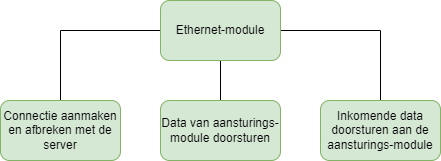 Ethernet-module
Connectie aanmaken
en afbreken met de
server
Data van aansturings-
module doorsturen
Inkomende data
doorsturen aan de
aansturings-module